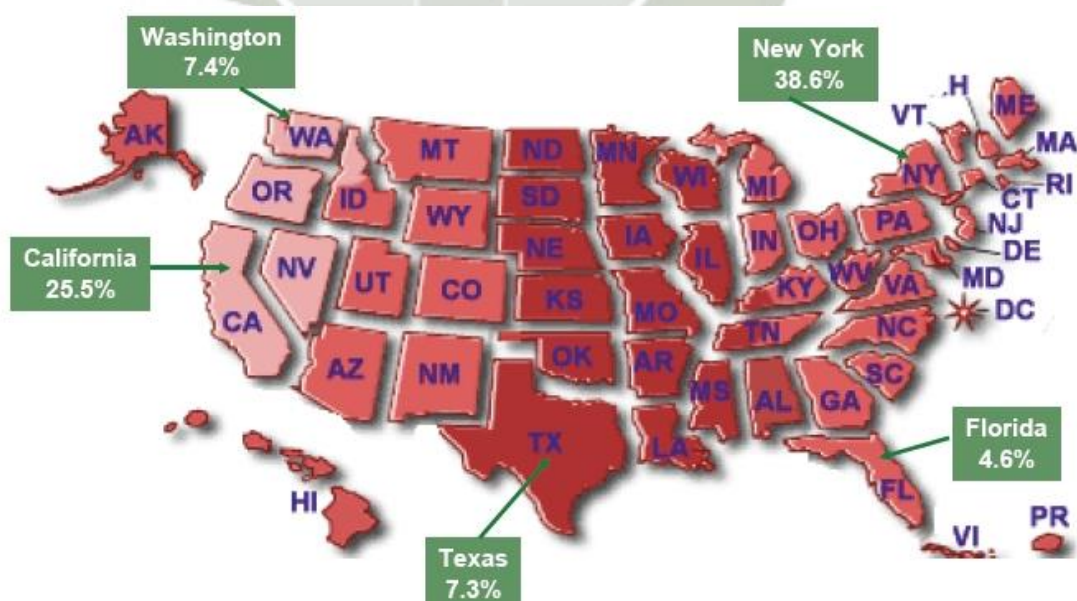 Washington
7.4%
New York
38.6%
.H
VT
ME
AK
WA
MT
ND
MN
MA
OR
ID
SD
WI
MI
NY
RI
CT
WY
PA
NJ
California
25.5%
NV
UT
CO
NE
IA
IL
IN
OH
WV
DE
MD
CA
KS
MO
KY
VA
DC
AZ
NM
OK
AR
TN
NC
SC
MS
AL
GA
Florida
4.6%
TX
LA
FL
HI
Texas
7.3%
VI
PR